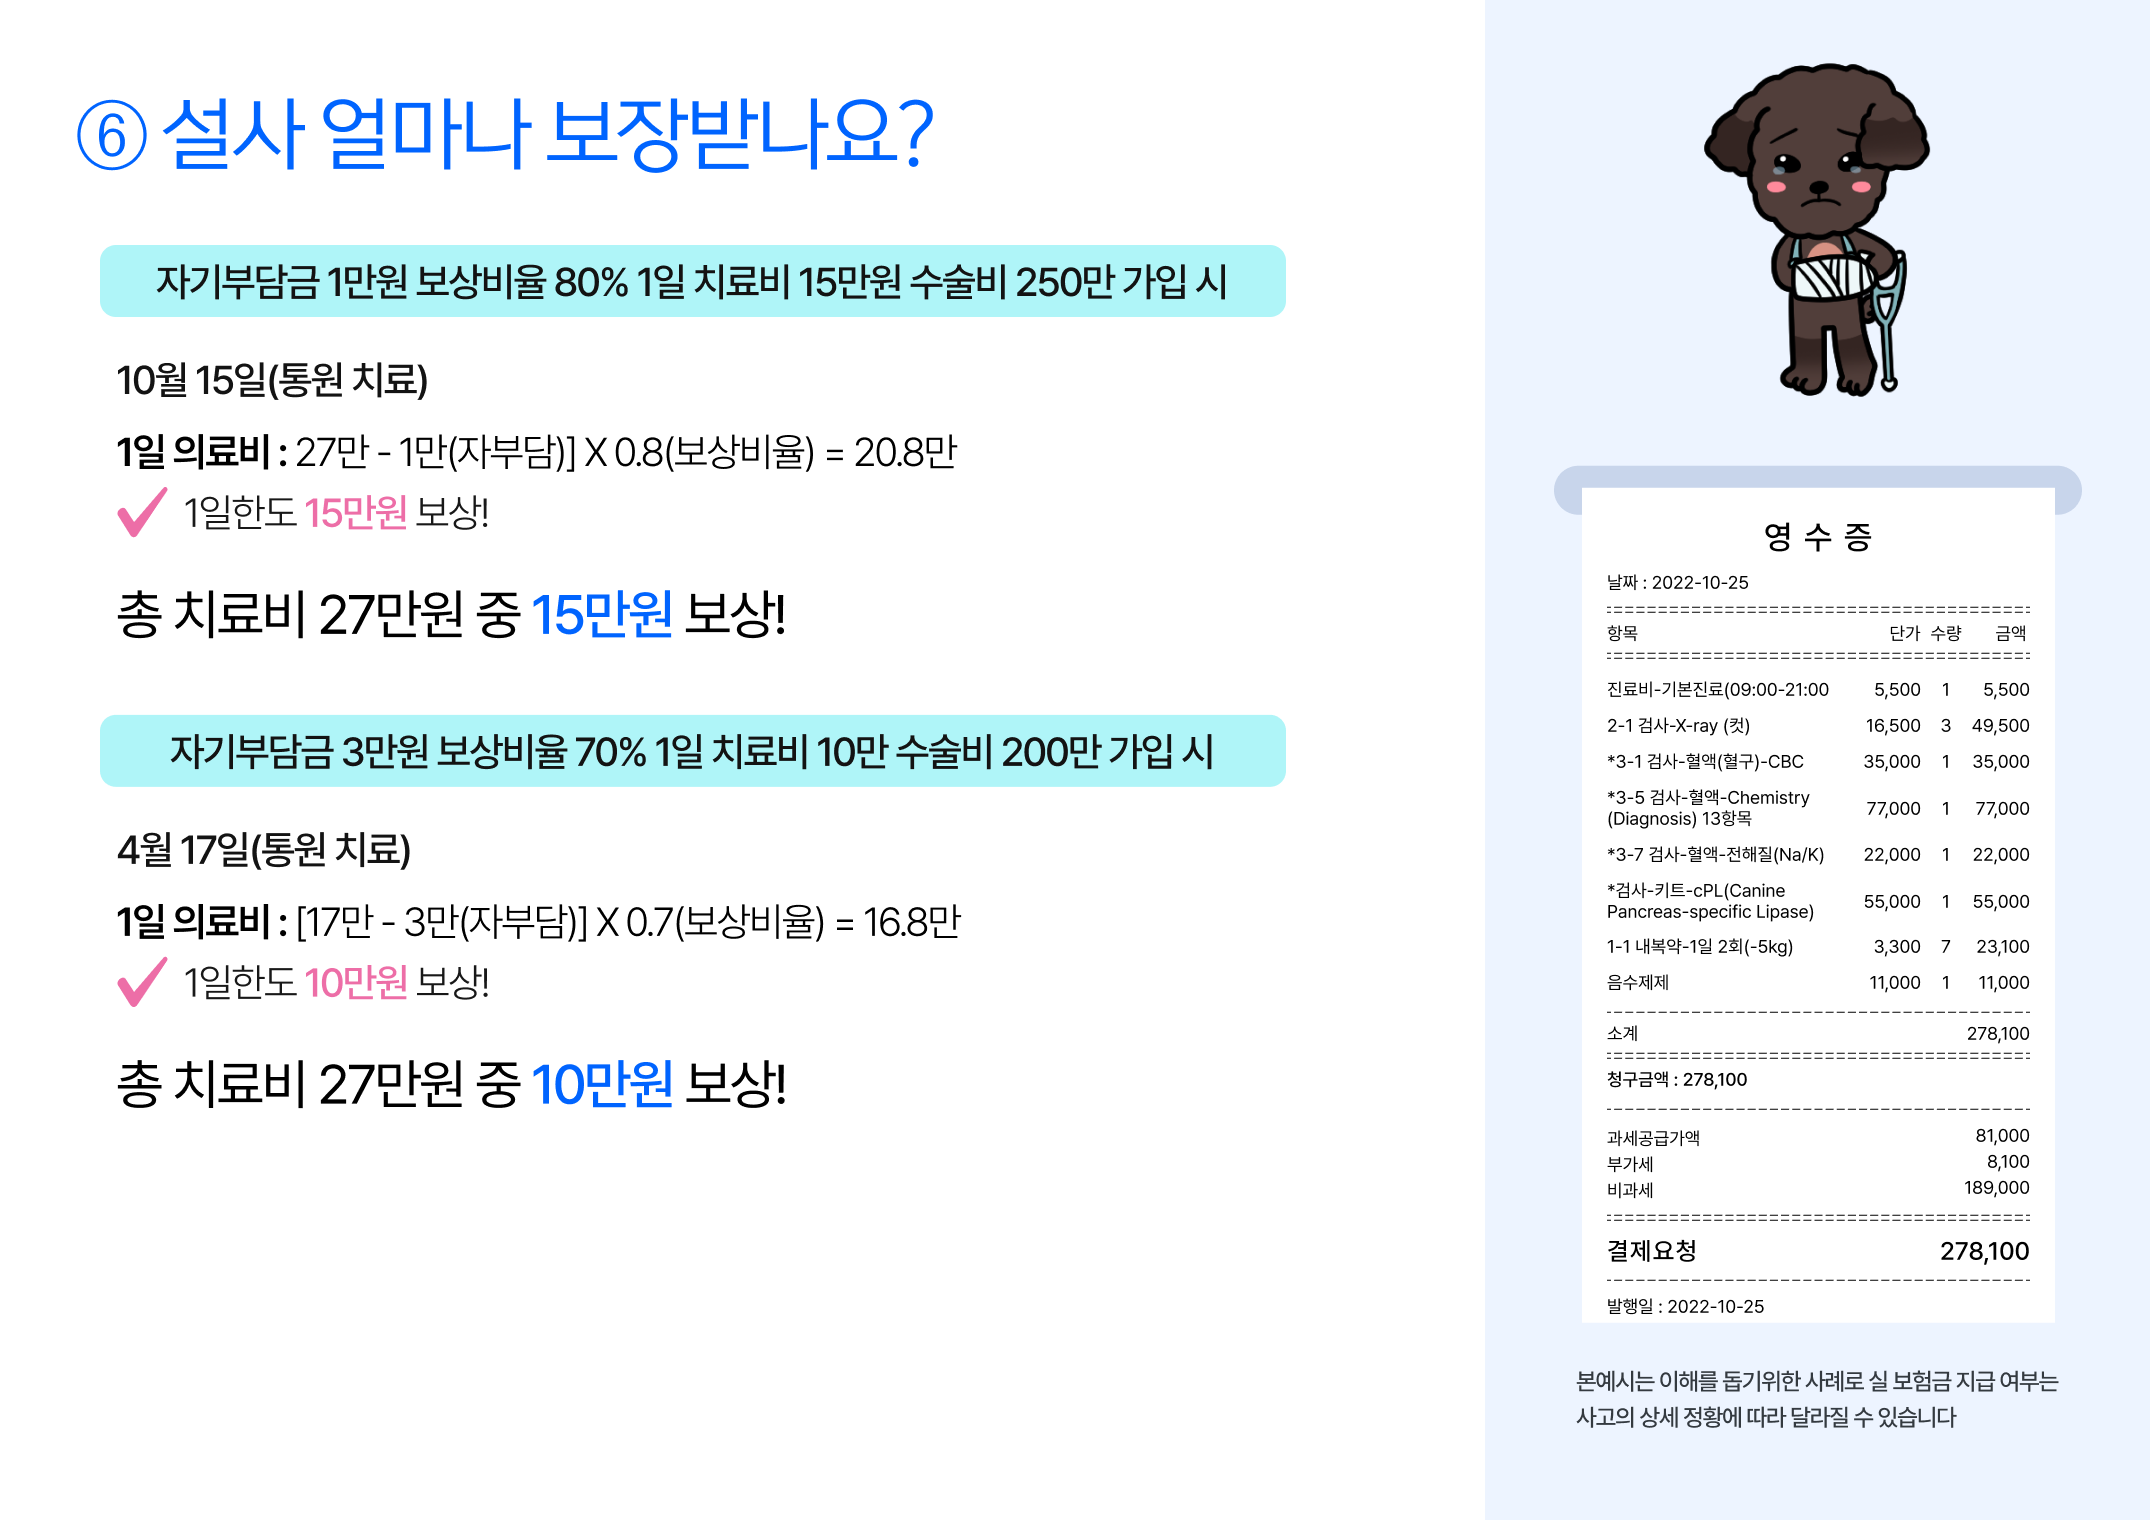 ⑥ 설사 얼마나 보장받나요?
자기부담금 1만원 보상비율 80% 1일 치료비 15만원 수술비 250만 가입 시
10월 15일(통원 치료)
1일 의료비 : 27만 - 1만(자부담)] X 0.8(보상비율) = 20.8만
1일한도 15만원 보상!
총 치료비 27만원 중 15만원 보상!
자기부담금 3만원 보상비율 70% 1일 치료비 10만 수술비 200만 가입 시
4월 17일(통원 치료)
1일 의료비 : [17만 - 3만(자부담)] X 0.7(보상비율) = 16.8만
1일한도 10만원 보상!
총 치료비 27만원 중 10만원 보상!
영 수 증
날짜 : 2022-10-25
항목 단가 수량 금액
진료비-기본진료(09:00-21:00 5,500 1 5,500
2-1 검사-X-ray (컷) 16,500 3 49,500
*3-1 검사-혈액(혈구)-CBC 35,000 1 35,000
*3-5 검사-혈액-Chemistry
(Diagnosis) 13항목 77,000 1 77,000
*3-7 검사-혈액-전해질(Na/K) 22,000 1 22,000
*검사-키트-cPL(Canine
Pancreas-specific Lipase) 55,000 1 55,000
1-1 내복약-1일 2회(-5kg) 3,300 7 23,100
음수제제 11,000 1 11,000
소계 278,100
청구금액 : 278,100
과세공급가액 81,000
부가세 8,100
비과세 189,000
결제요청 278,100
발행일 : 2022-10-25
본예시는 이해를 돕기위한 사례로 실 보험금 지급 여부는
사고의 상세 정황에 따라 달라질 수 있습니다